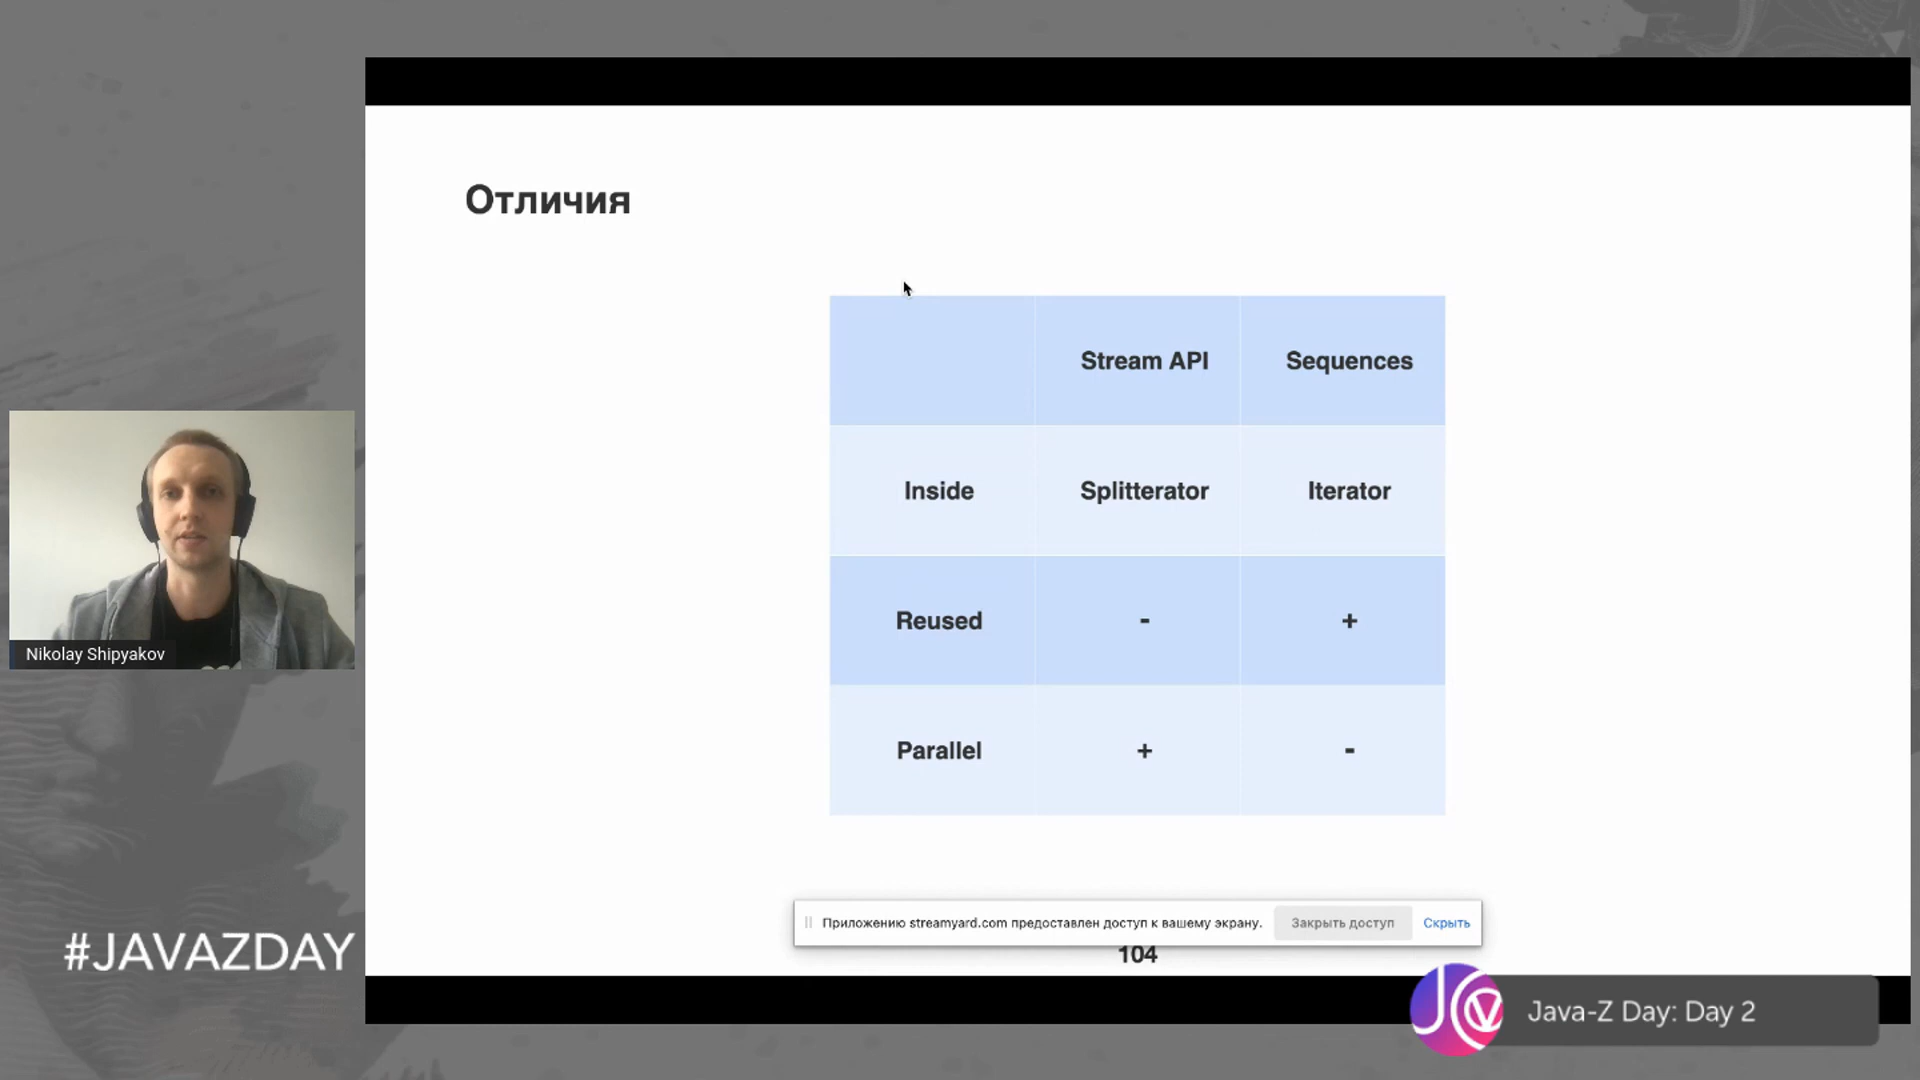 Отличия
Stream API Sequences
Inside Splitterator Iterator
Reused - +
Parallel + -
Nikolay Shipyakov
Приложению streamyard.com предоставлен доступ к вашему экрану. Закрыть доступ Скрыть
104
#JAVAZDAY
Java-Z Day: Day 2